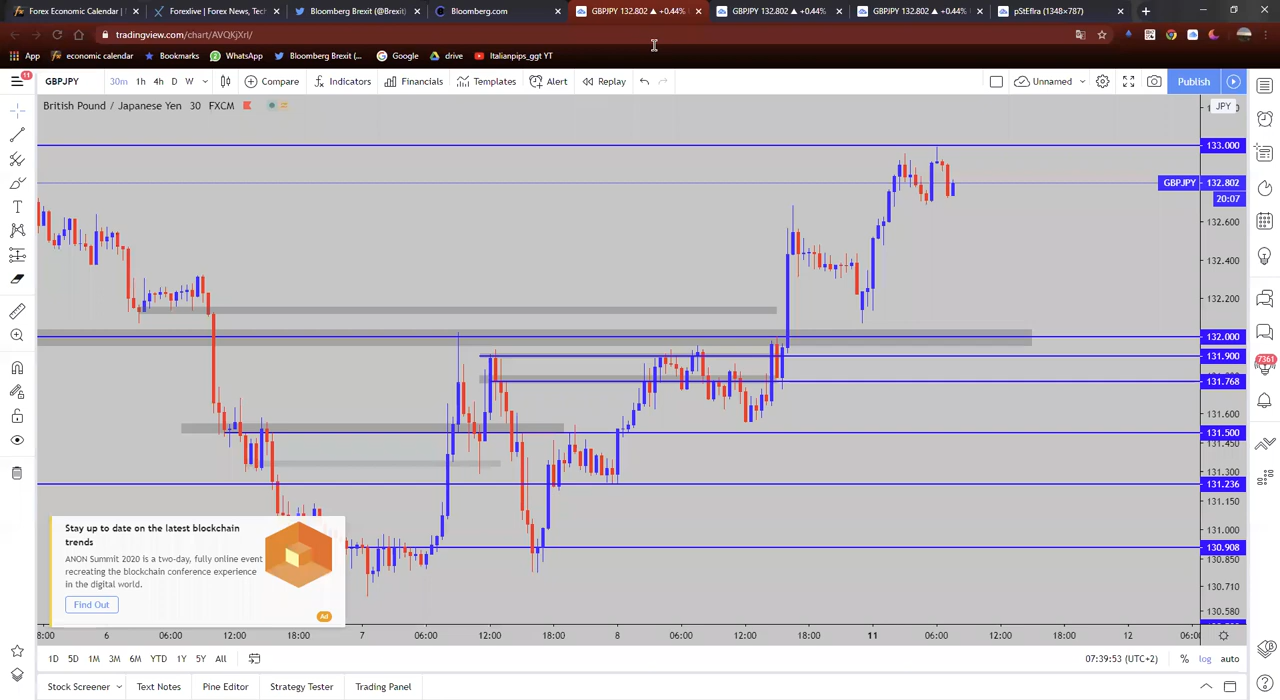 Forex Economic Calendar |
Forexlive | Forex News, Tec
Bloomberg Brexit (@Brexit)
Bloomberg.com
GBPJPY 132.802 ▲ +0.44%
GBPJPY 132.802 ▲ +0.44%
GBPJPY 132.802 ▲ +0.44%
pStEfIra (1348×787)
tradingview.com/chart/AVQKjXrl/
App
economic calendar
Bookmarks
WhatsApp
Bloomberg Brexit (...
Google
drive
Italianpips_ggt YT
11
GBPJPY
30m 1h 4h D W
Compare
Indicators
Financials
Templates
Alert
Replay
Unnamed
Publish
British Pound / Japanese Yen 30 FXCM
JPY
133.000
GBPJPY 132.802
20:07
132.600
132.400
132.200
132.000
131.900
131.768
131.600
131.500
131.450
131.300
131.236
131.150
131.000
130.908
130.850
130.710
130.580
7361
Stay up to date on the latest blockchain
trends
ANON Summit 2020 is a two-day, fully online event
recreating the blockchain conference experience
in the digital world.
Find Out
Ad
8:00 6 06:00 12:00 18:00 7 06:00 12:00 18:00 8 06:00 12:00 18:00 11 06:00 12:00 18:00 12 06:0
1D 5D 1M 3M 6M YTD 1Y 5Y All
07:39:53 (UTC+2)
% log auto
Stock Screener
Text Notes
Pine Editor
Strategy Tester
Trading Panel